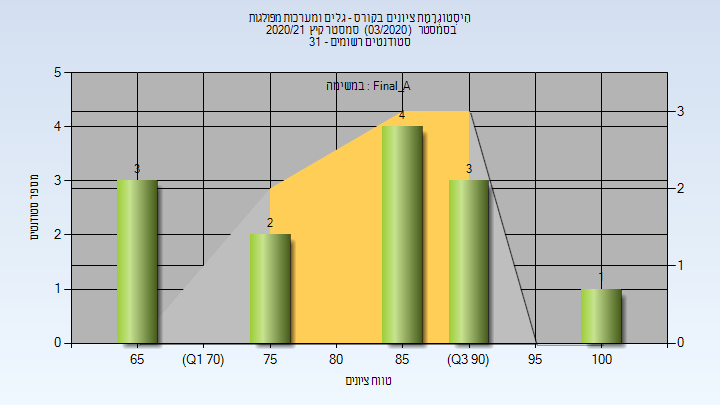 היסטוגרמת ציונים בקורס - גלים ומערכות מפולגות
בסמסטר (03/2020) סמסטר קיץ 2020/21
סטודנטים רשומים - 31
במשימה : Final_A
מספר סטודנטים
5
4
3
2
1
0
3
2
1
0
3
2
4
3
1
65
(Q1 70)
75
80
85
(Q3 90)
95
100
טווח ציונים